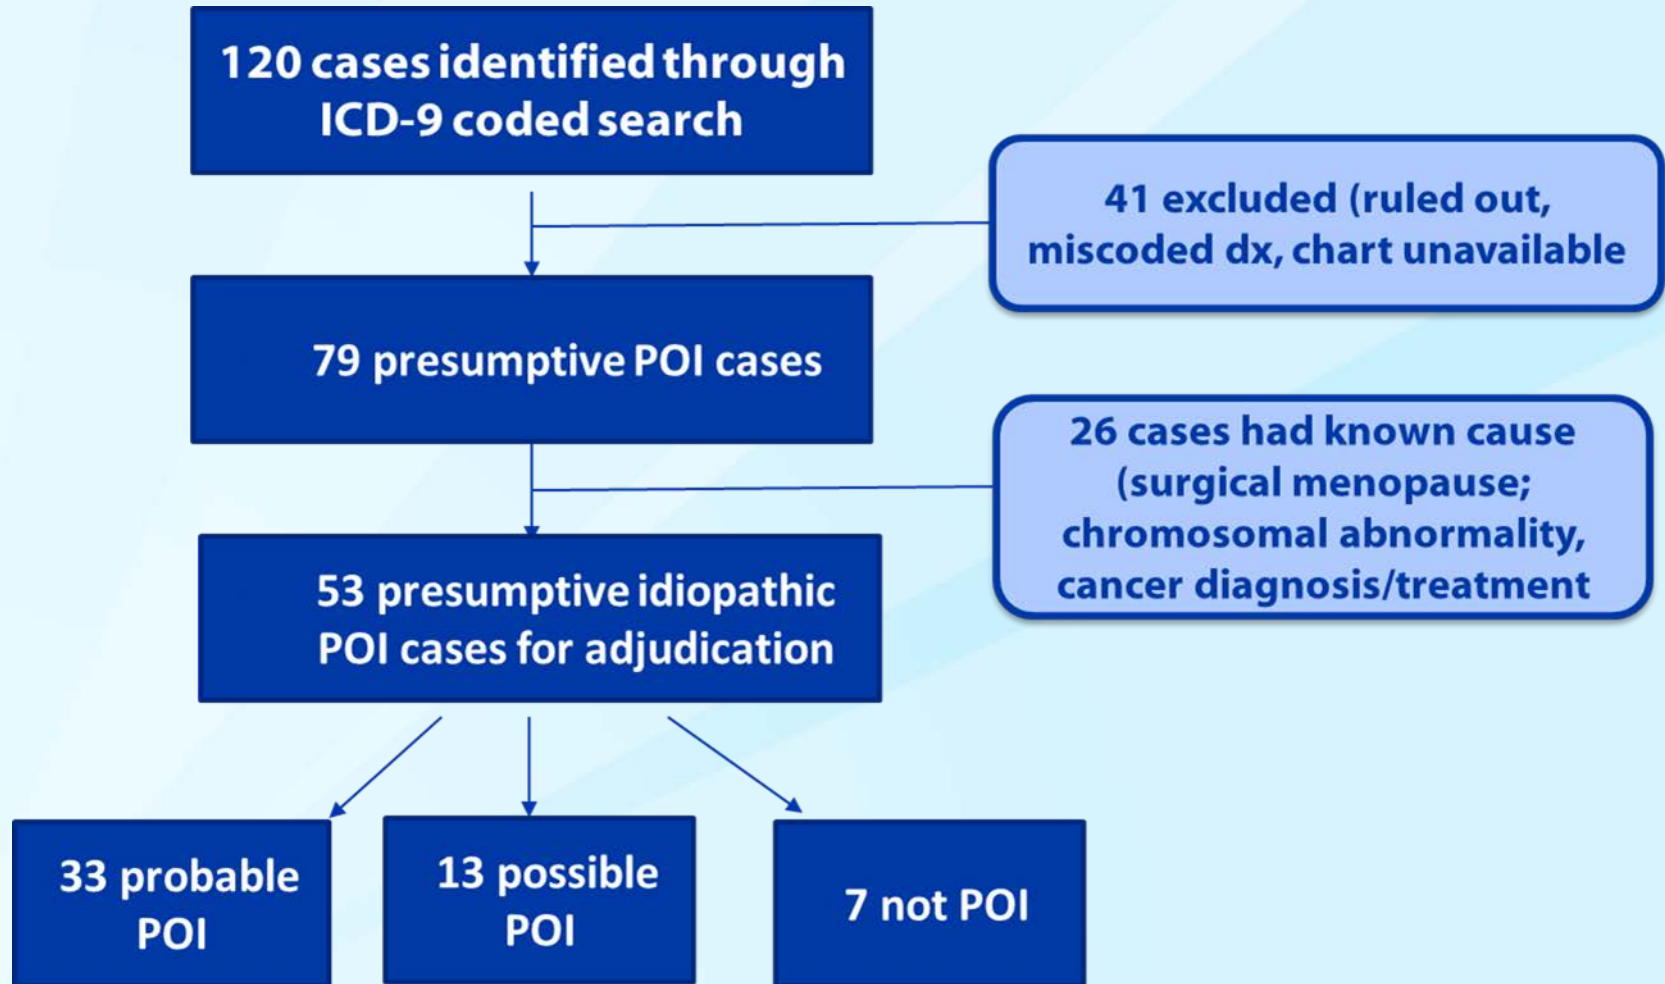 120 cases identified through
ICD-9 coded search
41 excluded (ruled out,
miscoded dx, chart unavailable
79 presumptive POI cases
26 cases had known cause
(surgical menopause;
chromosomal abnormality,
cancer diagnosis/treatment
53 presumptive idiopathic
POI cases for adjudication
33 probable
POI
13 possible
POI
7 not POI